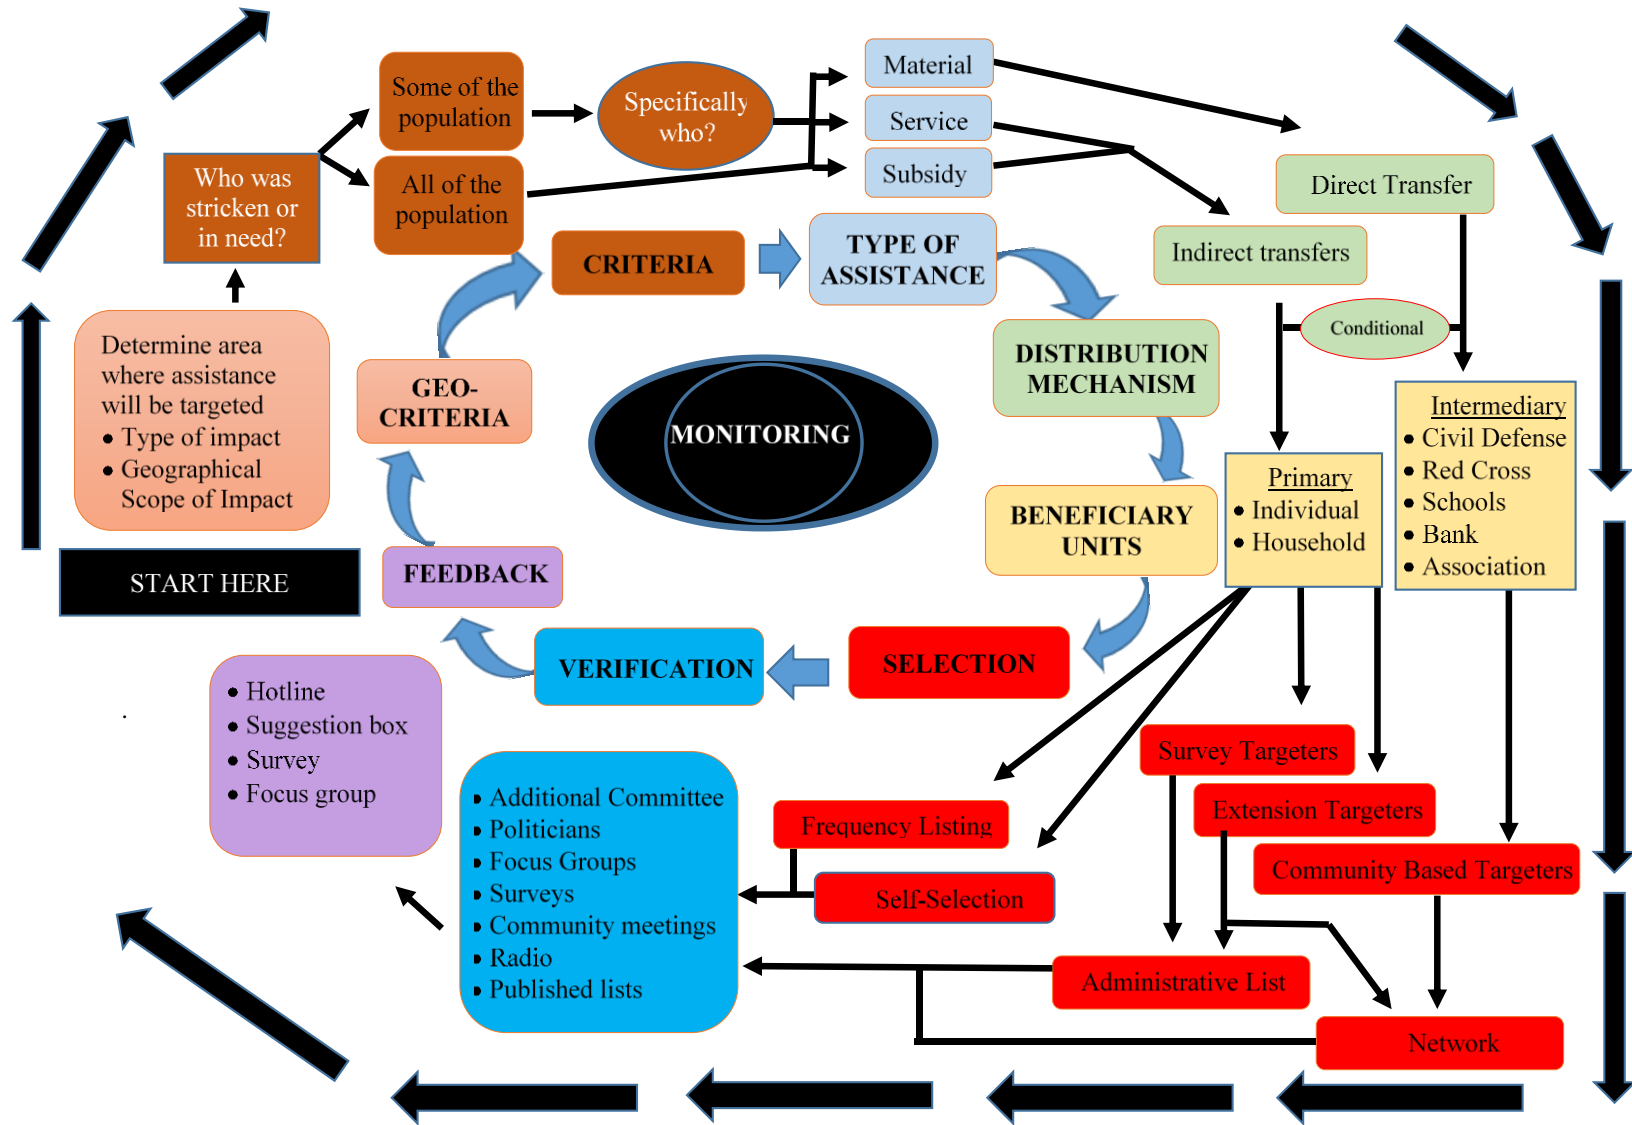 Some of the
population
Specifically
who?
Material
Service
Subsidy
Who was
stricken or
in need?
All of the
population
Direct Transfer
Indirect transfers
CRITERIA
TYPE OF
ASSISTANCE
Conditional
Determine area
where assistance
will be targeted
• Type of impact
• Geographical
Scope of Impact
GEO-
CRITERIA
DISTRIBUTION
MECHANISM
MONITORING
Intermediary
• Civil Defense
• Red Cross
• Schools
• Bank
• Association
Primary
• Individual
• Household
BENEFICIARY
UNITS
START HERE
FEEDBACK
VERIFICATION
SELECTION
• Hotline
• Suggestion box
• Survey
• Focus group
Survey Targeters
Extension Targeters
Community Based Targeters
• Additional Committee
• Politicians
• Focus Groups
• Surveys
• Community meetings
• Radio
• Published lists
Frequency Listing
Self-Selection
Administrative List
Network